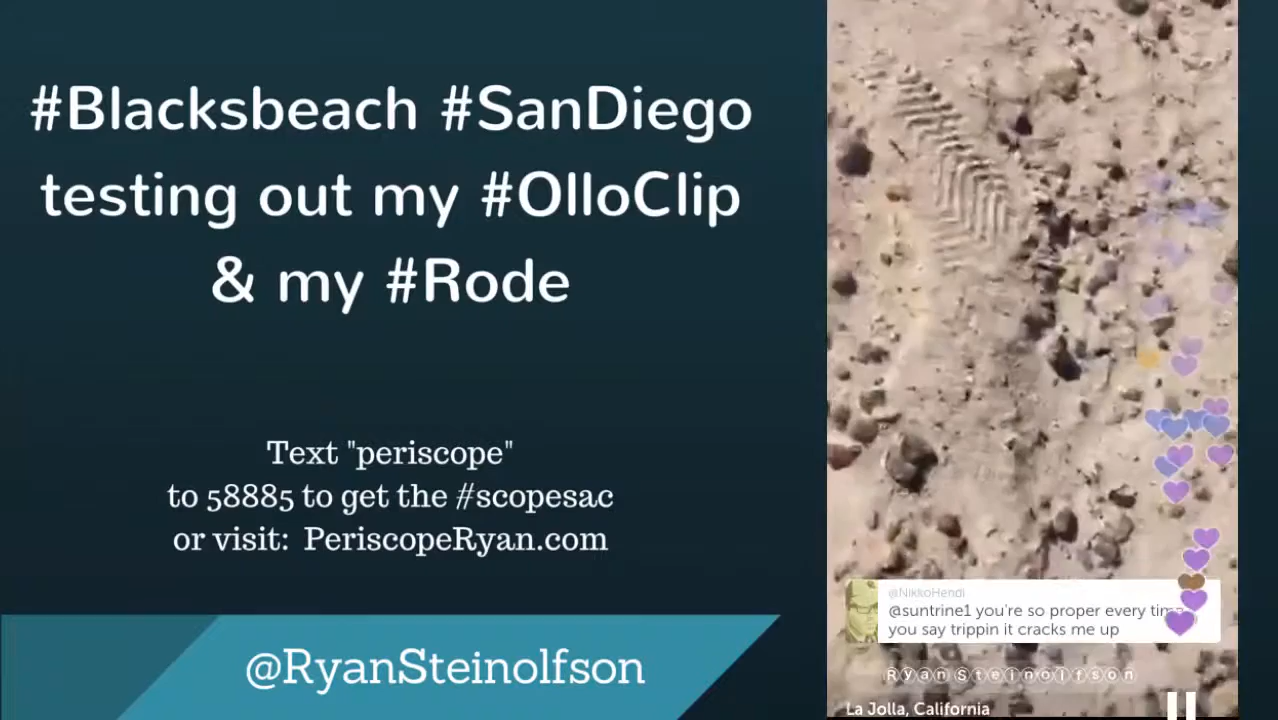 #Blacksbeach #SanDiego
testing out my #OlloClip
& my #Rode
Text "periscope"
to 58885 to get the #scopesac
or visit: PeriscopeRyan.com
@RyanSteinolfson
@NikkoHendi
@suntrine1 you're so proper every time
you say trippin it cracks me up
ⓇⓨⓐⓝⓈⓣⓔⓘⓝⓞⓛⓕⓢⓞⓝ
La Jolla, California